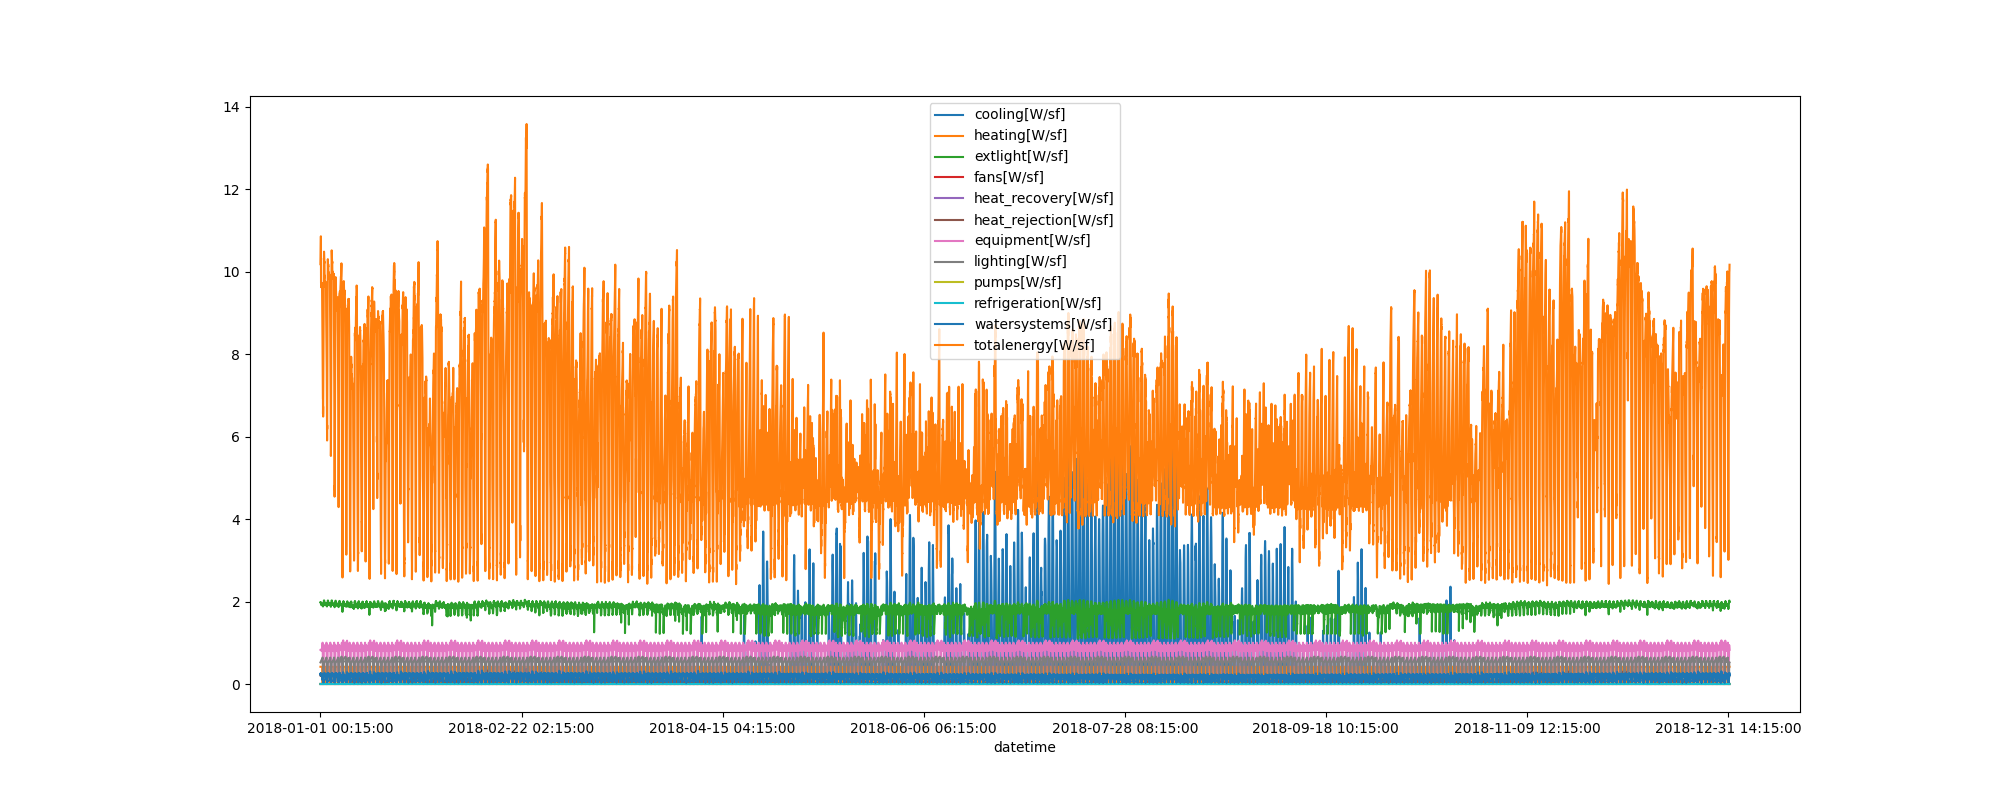 14
12
10
8
6
4
2
0
cooling[W/sf]
heating[W/sf]
extlight[W/sf]
fans[W/sf]
heat_recovery[W/sf]
heat_rejection[W/sf]
equipment[W/sf]
lighting[W/sf]
pumps[W/sf]
refrigeration[W/sf]
watersystems[W/sf]
totalenergy[W/sf]
2018-01-01 00:15:00 2018-02-22 02:15:00 2018-04-15 04:15:00 2018-06-06 06:15:00 2018-07-28 08:15:00 2018-09-18 10:15:00 2018-11-09 12:15:00 2018-12-31 14:15:00
datetime